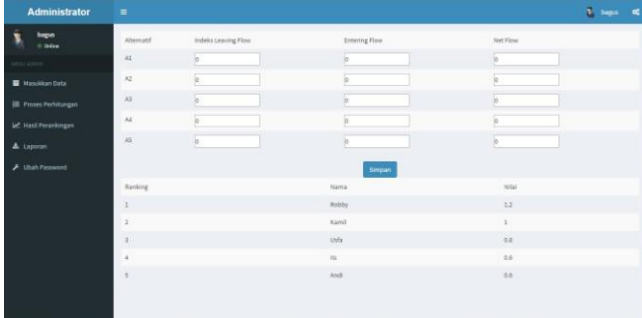 Administrator
bagus
bagus
Online
MENU ADMIN
Masukkan Data
Proses Perhitungan
Hasil Perankingan
Laporan
Ubah Password
Alternatif Indeks Leaving Flow Entering Flow Net Flow
A1 0 0 0
A2 0 0 0
A3 0 0 0
A4 0 0 0
A5 0 0 0
Simpan
Ranking Nama Nilai
1 Robby 1.2
2 Kamil 1
3 Usfa 0.8
4 0.6
5 Andi 0.6